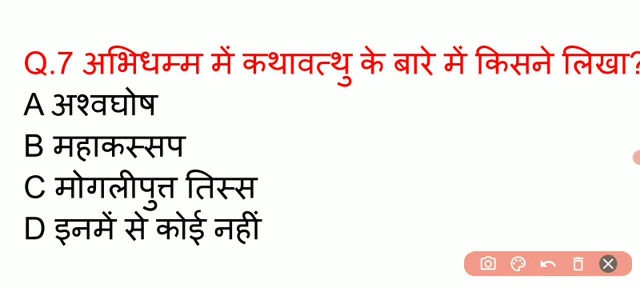 Q.7 अभिधम्म में कथावत्थु के बारे में किसने लिखा?
A अश्वघोष
B महाकस्सप
C मोगलीपुत्त तिस्स
D इनमें से कोई नहीं